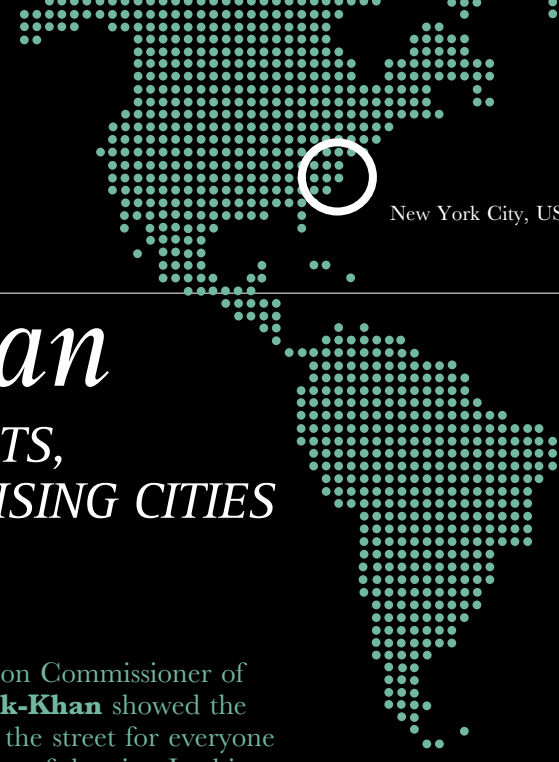 New York City, US
an
TS,
ISING CITIES
on Commissioner of
k-Khan showed the
the street for everyone